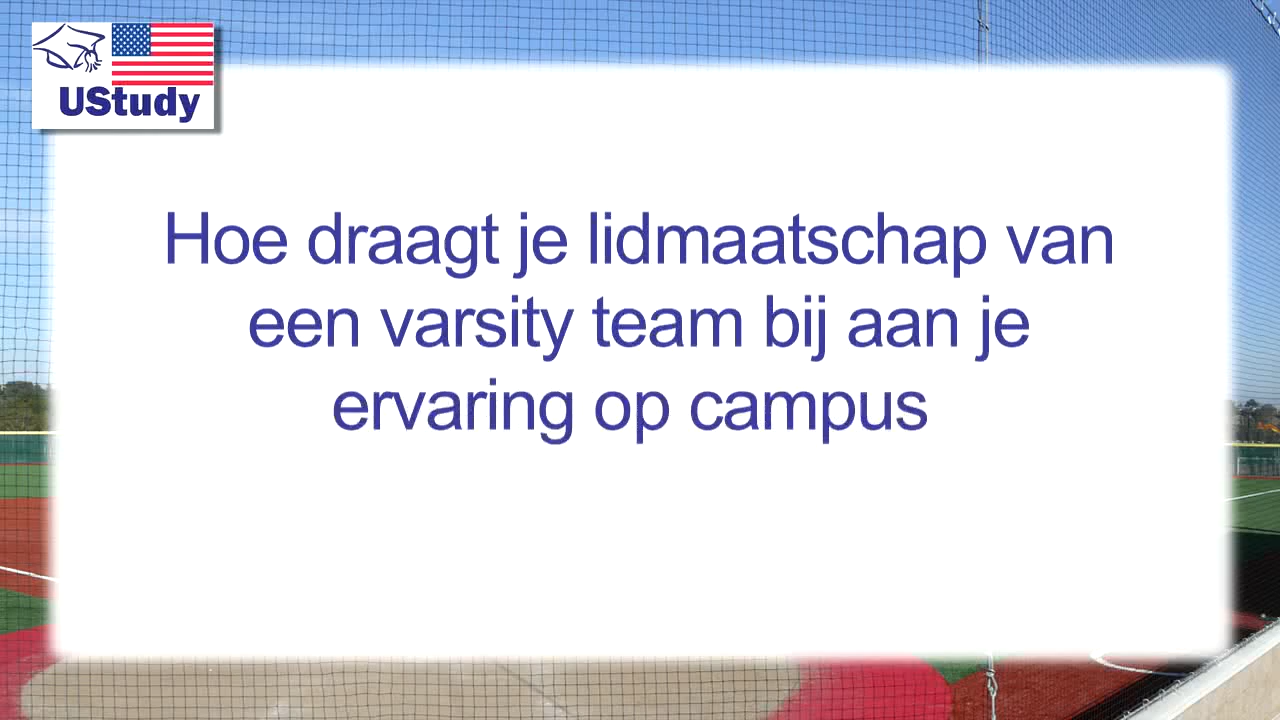 UStudy
Hoe draagt je lidmaatschap van
een varsity team bij aan je
ervaring op campus